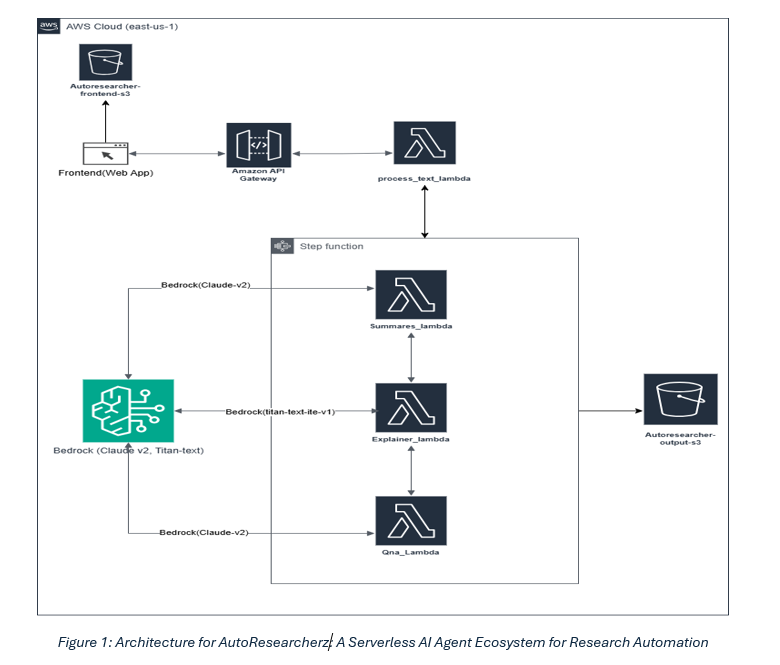 aws
AWS Cloud (east-us-1)
Autoresearcher-
frontend-s3
Frontend(Web App)
Amazon API
Gateway
process_text_lambda
Step function
Bedrock(Claude-v2)
Summares_lambda
Bedrock(titan-text-ite-v1)
Explainer_lambda
Bedrock (Claude v2, Titan-text)
Autoresearcher-
output-s3
Bedrock(Claude-v2)
Qna_Lambda
Figure 1: Architecture for AutoResearcherz: A Serverless AI Agent Ecosystem for Research Automation